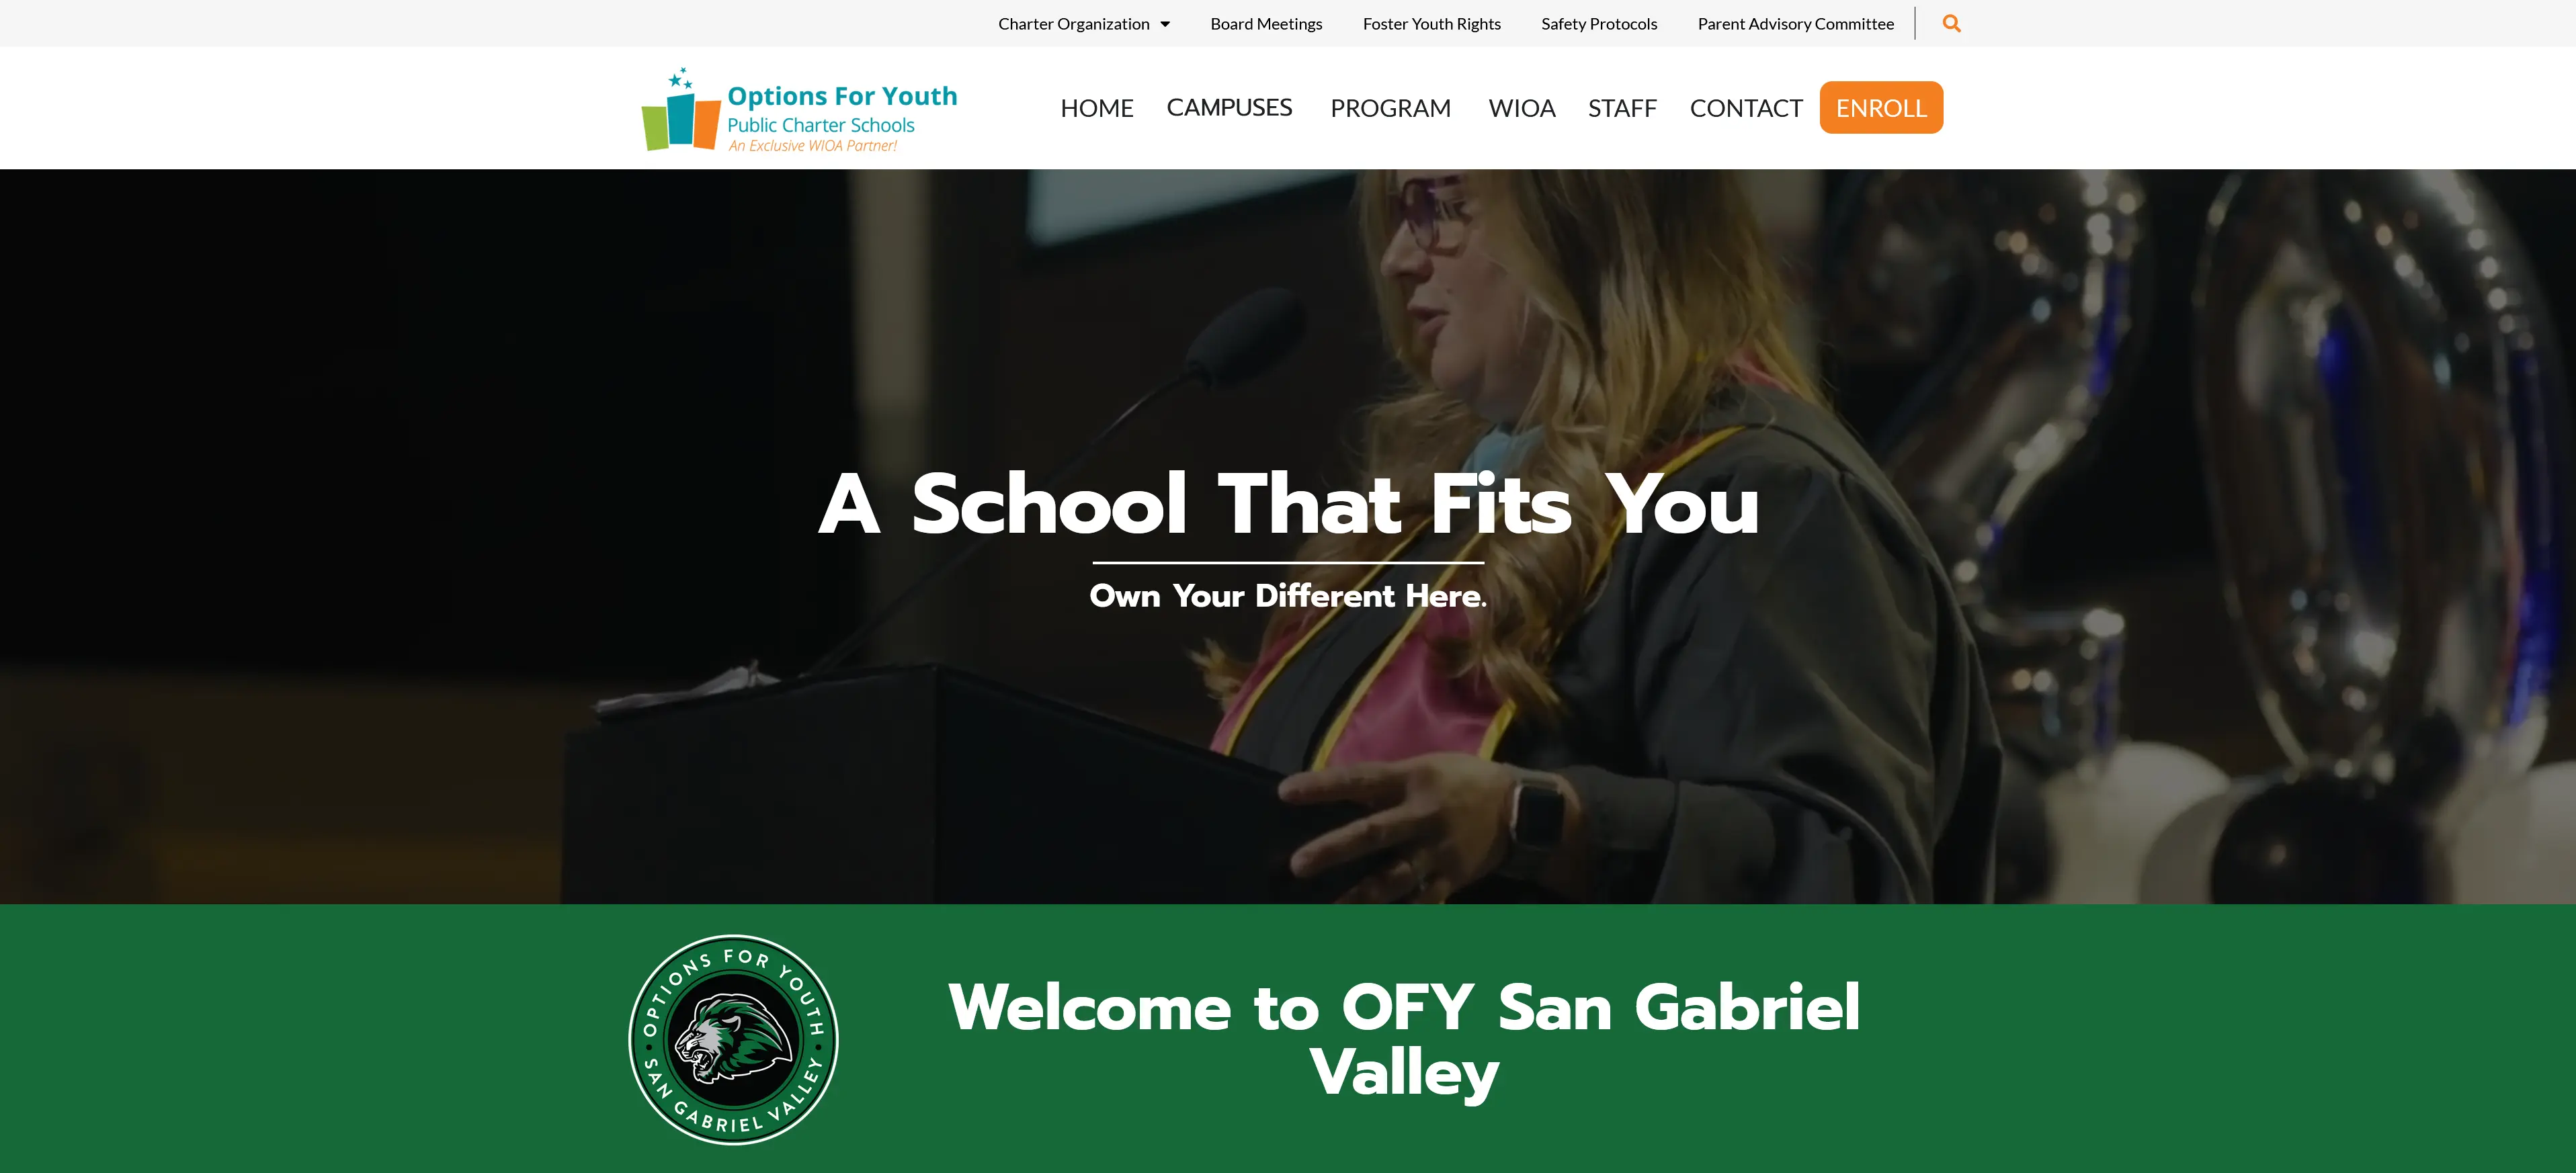 Charter Organization Board Meetings Foster Youth Rights Safety Protocols Parent Advisory Committee
Options For Youth
Public Charter Schools
An Exclusive WIOA Partner!
HOME CAMPUSES PROGRAM WIOA STAFF CONTACT ENROLL
A School That Fits You
Own Your Different Here.
OPTIONS FOR YOUTH
SAN GABRIEL VALLEY
Welcome to OFY San Gabriel
Valley